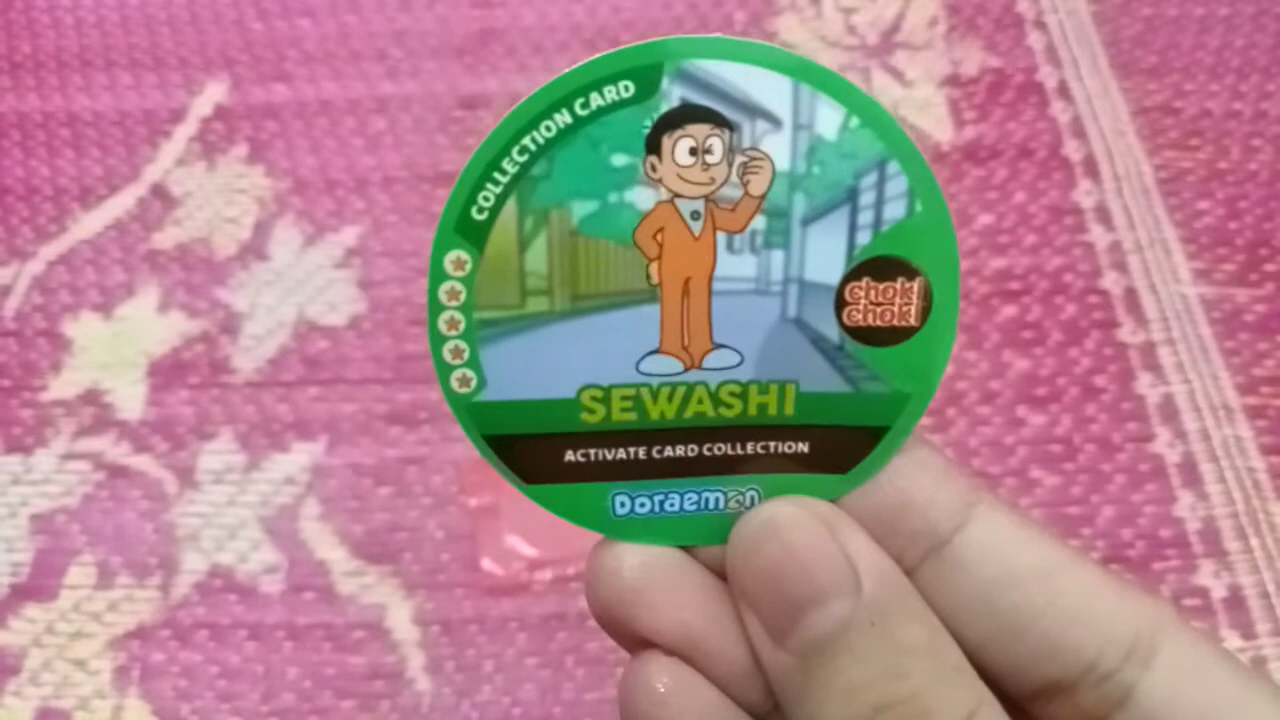 COLLECTION CARD
choki
choki
SEWASHI
ACTIVATE CARD COLLECTION
Doraemon